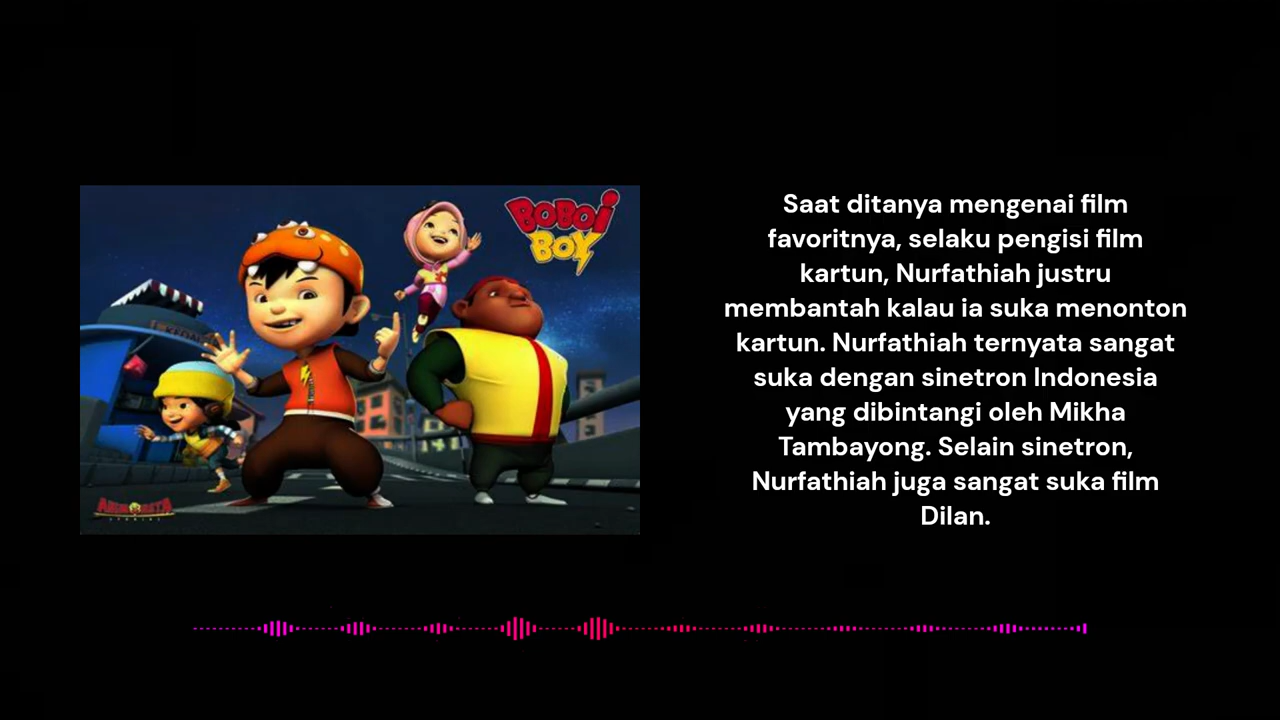 BOBOI
BOY
ANIMONSTA
STUDIOS
Saat ditanya mengenai film
favoritnya, selaku pengisi film
kartun, Nurfathiah justru
membantah kalau ia suka menonton
kartun. Nurfathiah ternyata sangat
suka dengan sinetron Indonesia
yang dibintangi oleh Mikha
Tambayong. Selain sinetron,
Nurfathiah juga sangat suka film
Dilan.